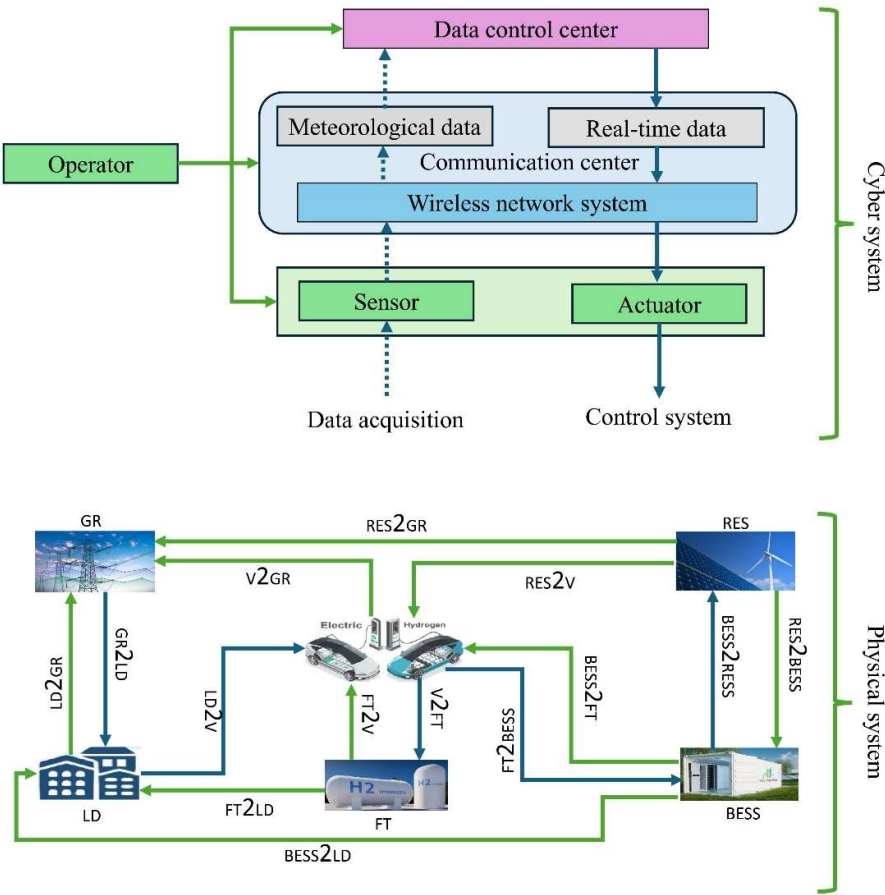 Data control center
Meteorological data
Real-time data
Operator
Communication center
Wireless network system
Sensor
Actuator
Data acquisition
Control system
Cyber system
GR
RES2GR
RES
V2GR
RES2V
Electric
Hydrogen
LD2GR
GR2LD
LD2V
FT2V
V2FT
FT2BESS
BESS2FT
BESS2RESS
RES2BESS
Physical system
LD
FT2LD
H2 HYDROGEN
H2
FT
BESS
BESS2LD